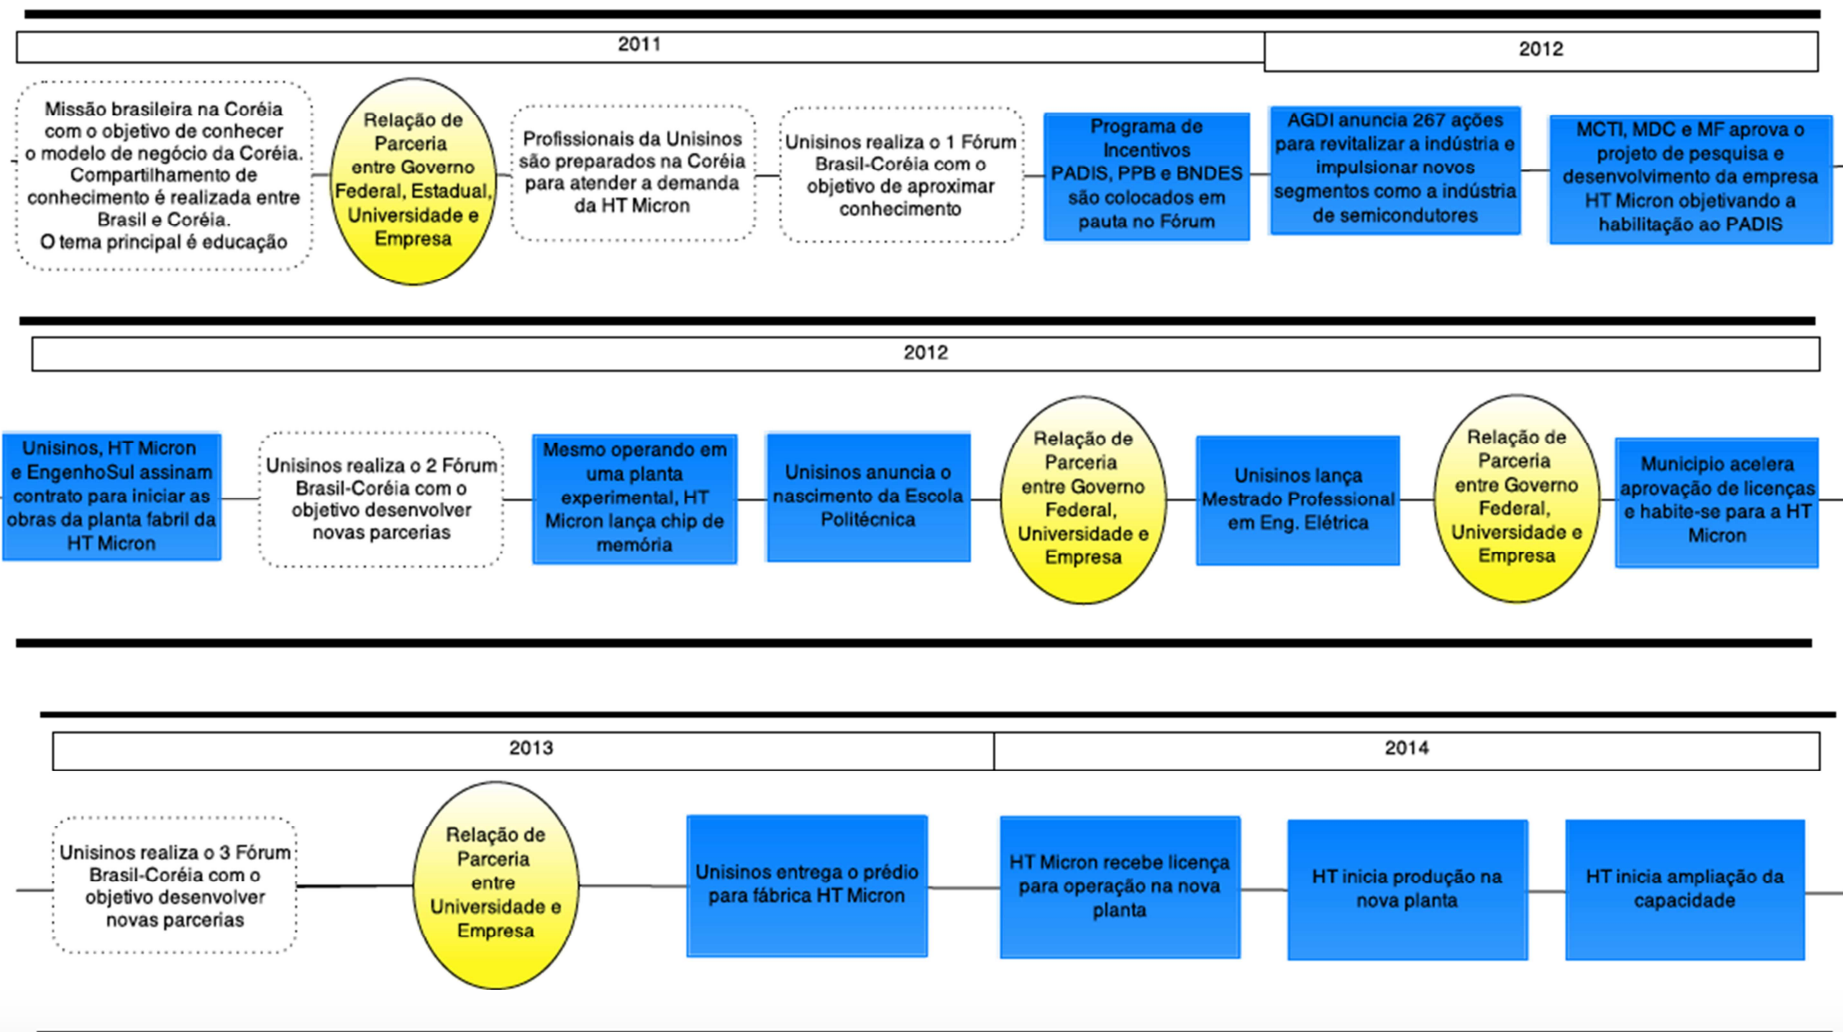 2011
2012
Missão brasileira na Coréia
com o objetivo de conhecer
o modelo de negócio da Coréia.
Compartilhamento de
conhecimento é realizada entre
Brasil e Coréia.
O tema principal é educação
Relação de
Parceria
entre Governo
Federal, Estadual,
Universidade e
Empresa
Profissionais da Unisinos
são preparados na Coréia
para atender a demanda
da HT Micron
Unisinos realiza o 1 Fórum
Brasil-Coréia com o
objetivo de aproximar
conhecimento
Programa de
Incentivos
PADIS, PPB e BNDES
são colocados em
pauta no Fórum
AGDI anuncia 267 ações
para revitalizar a indústria e
impulsionar novos
segmentos como a indústria
de semicondutores
MCTI, MDC e MF aprova o
projeto de pesquisa e
desenvolvimento da empresa
HT Micron objetivando a
habilitação ao PADIS
2012
Unisinos, HT Micron
e EngenhoSul assinam
contrato para iniciar as
obras da planta fabril da
HT Micron
Unisinos realiza o 2 Fórum
Brasil-Coréia com o
objetivo desenvolver
novas parcerias
Mesmo operando em
uma planta
experimental, HT
Micron lança chip de
memória
Unisinos anuncia o
nascimento da Escola
Politécnica
Relação de
Parceria
entre Governo
Federal,
Universidade e
Empresa
Unisinos lança
Mestrado Professional
em Eng. Elétrica
Relação de
Parceria
entre Governo
Federal,
Universidade e
Empresa
Municipio acelera
aprovação de licenças
e habite-se para a HT
Micron
2013
2014
Unisinos realiza o 3 Fórum
Brasil-Coréia com o
objetivo desenvolver
novas parcerias
Relação de
Parceria
entre
Universidade e
Empresa
Unisinos entrega o prédio
para fábrica HT Micron
HT Micron recebe licença
para operação na nova
planta
HT inicia produção na
nova planta
HT inicia ampliação da
capacidade